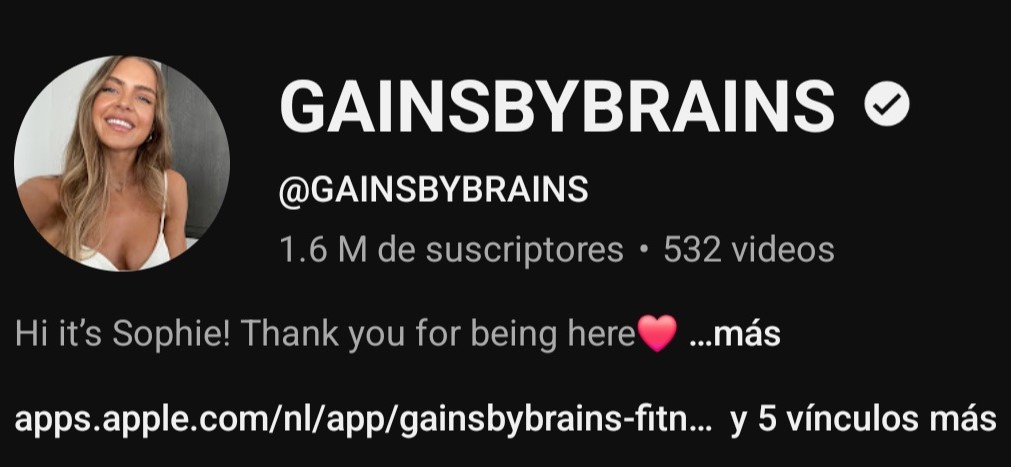 GAINSBYBRAINS
@GAINSBYBRAINS
1.6 M de suscriptores • 532 videos
Hi it’s Sophie! Thank you for being here❤️ ...más
apps.apple.com/nl/app/gainsbybrains-fitn... y 5 vínculos más